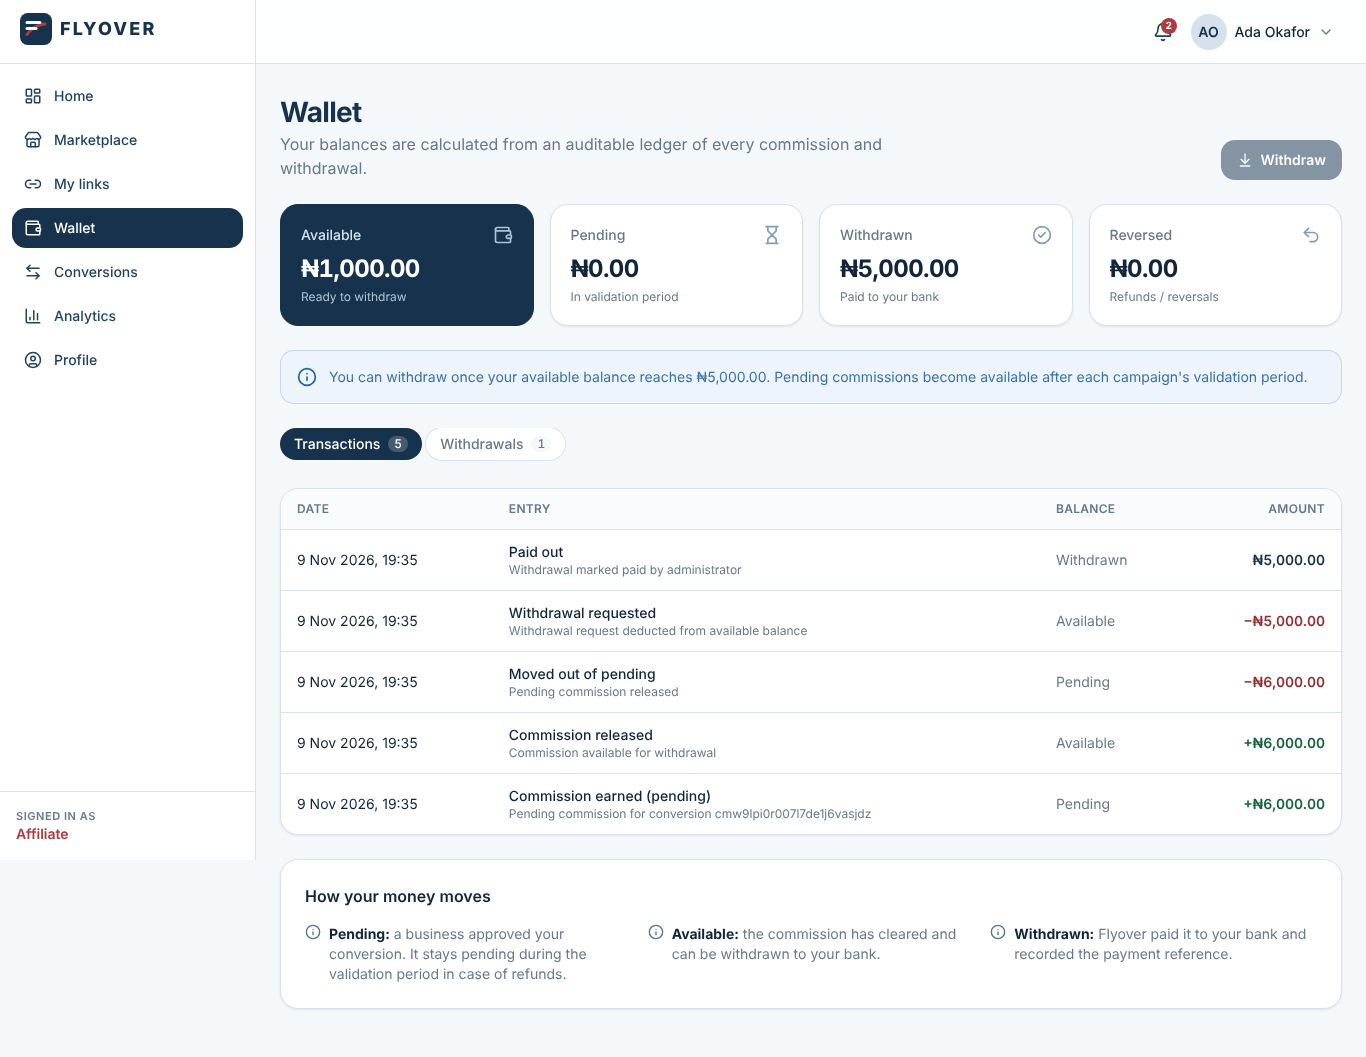 FLYOVER
2
AO
Ada Okafor
Home
Marketplace
My links
Wallet
Conversions
Analytics
Profile
SIGNED IN AS
Affiliate
Wallet
Your balances are calculated from an auditable ledger of every commission and
withdrawal.
Withdraw
Available
₦1,000.00
Ready to withdraw
Pending
₦0.00
In validation period
Withdrawn
₦5,000.00
Paid to your bank
Reversed
₦0.00
Refunds / reversals
You can withdraw once your available balance reaches ₦5,000.00. Pending commissions become available after each campaign's validation period.
Transactions 5
Withdrawals 1
DATE ENTRY BALANCE AMOUNT
9 Nov 2026, 19:35 Paid out Withdrawn ₦5,000.00
Withdrawal marked paid by administrator
9 Nov 2026, 19:35 Withdrawal requested Available −₦5,000.00
Withdrawal request deducted from available balance
9 Nov 2026, 19:35 Moved out of pending Pending −₦6,000.00
Pending commission released
9 Nov 2026, 19:35 Commission released Available +₦6,000.00
Commission available for withdrawal
9 Nov 2026, 19:35 Commission earned (pending) Pending +₦6,000.00
Pending commission for conversion cmw9lpi0r007l7de1j6vasjdz
How your money moves
Pending: a business approved your
conversion. It stays pending during the
validation period in case of refunds.
Available: the commission has cleared and
can be withdrawn to your bank.
Withdrawn: Flyover paid it to your bank and
recorded the payment reference.